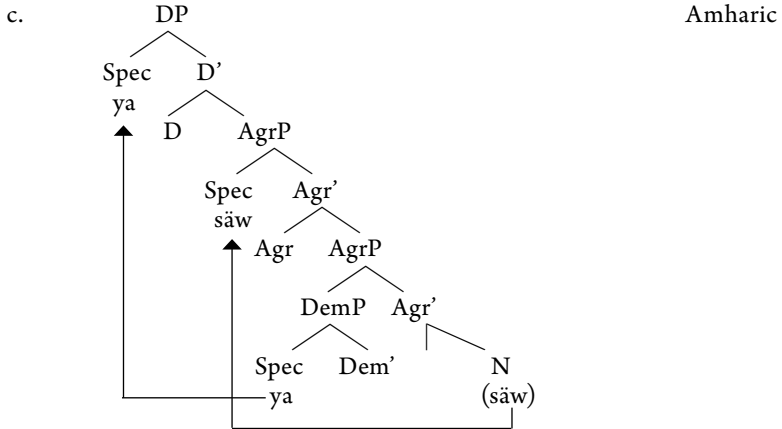 c. DP Amharic
Spec D’
ya
D AgrP
Spec Agr’
säw
Agr AgrP
DemP Agr’
Spec Dem’ N
ya (säw)